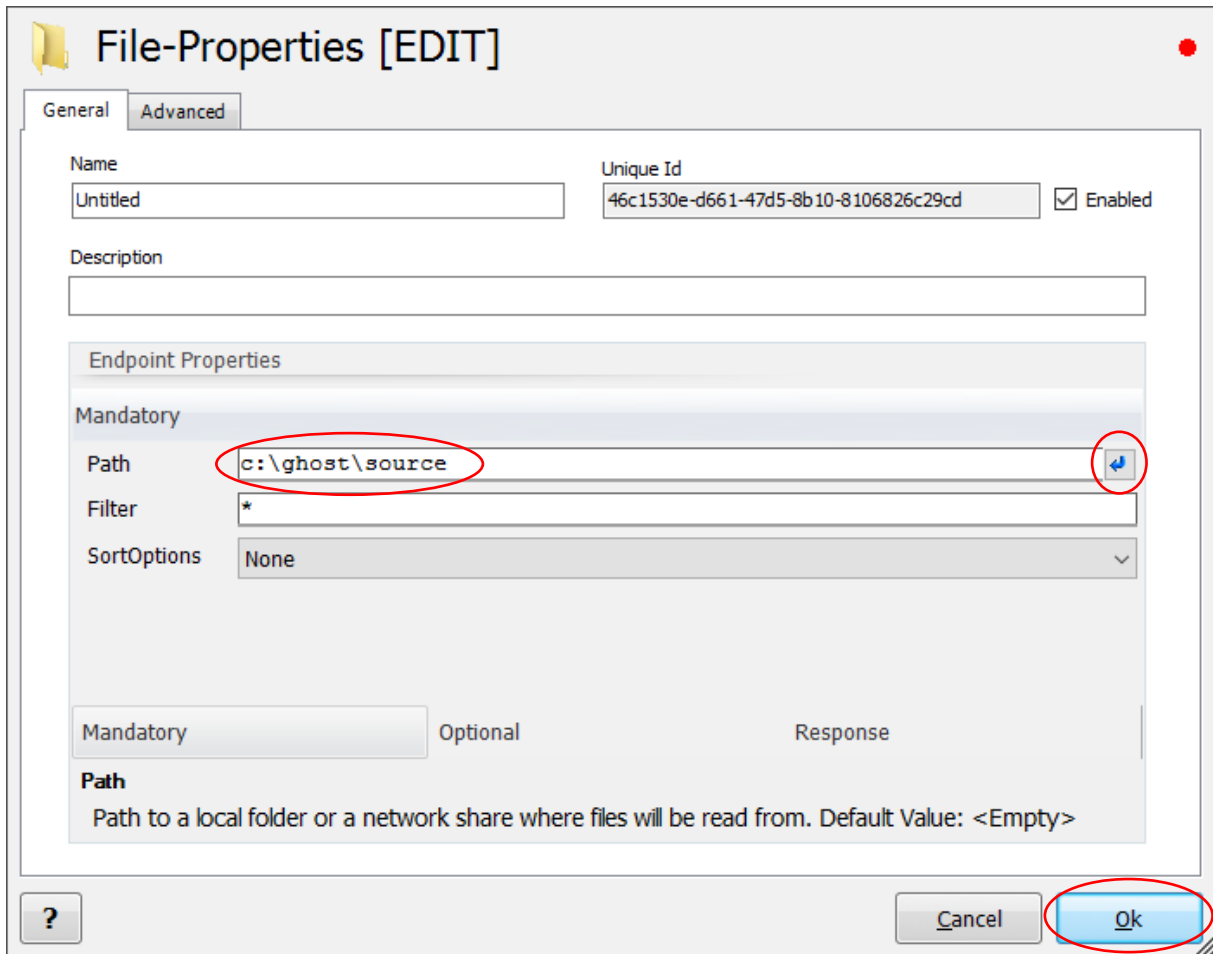 File-Properties [EDIT]
General Advanced
Name
Unique Id
Untitled
46c1530e-d661-47d5-8b10-8106826c29cd
Enabled
Description
Endpoint Properties
Mandatory
Path c:\ghost\source
Filter *
SortOptions None
Mandatory Optional Response
Path
Path to a local folder or a network share where files will be read from. Default Value: <Empty>
? Cancel Ok